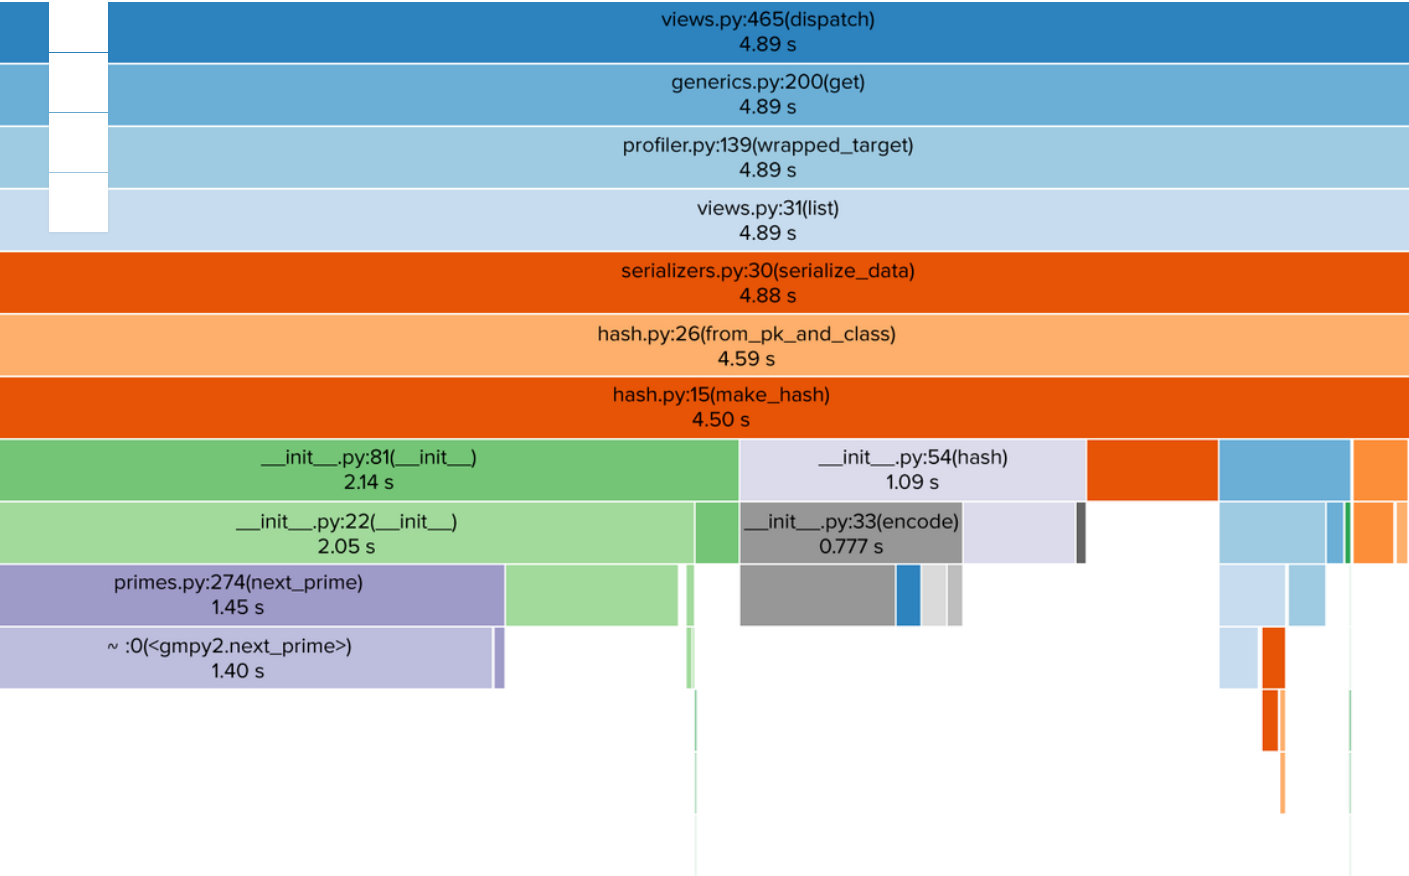 views.py:465(dispatch)
4.89 s
generics.py:200(get)
4.89 s
profiler.py:139(wrapped_target)
4.89 s
views.py:31(list)
4.89 s
serializers.py:30(serialize_data)
4.88 s
hash.py:26(from_pk_and_class)
4.59 s
hash.py:15(make_hash)
4.50 s
__init__.py:81(__init__)
2.14 s
__init__.py:54(hash)
1.09 s
__init__.py:22(__init__)
2.05 s
__init__.py:33(encode)
0.777 s
primes.py:274(next_prime)
1.45 s
~ :0(<gmpy2.next_prime>)
1.40 s